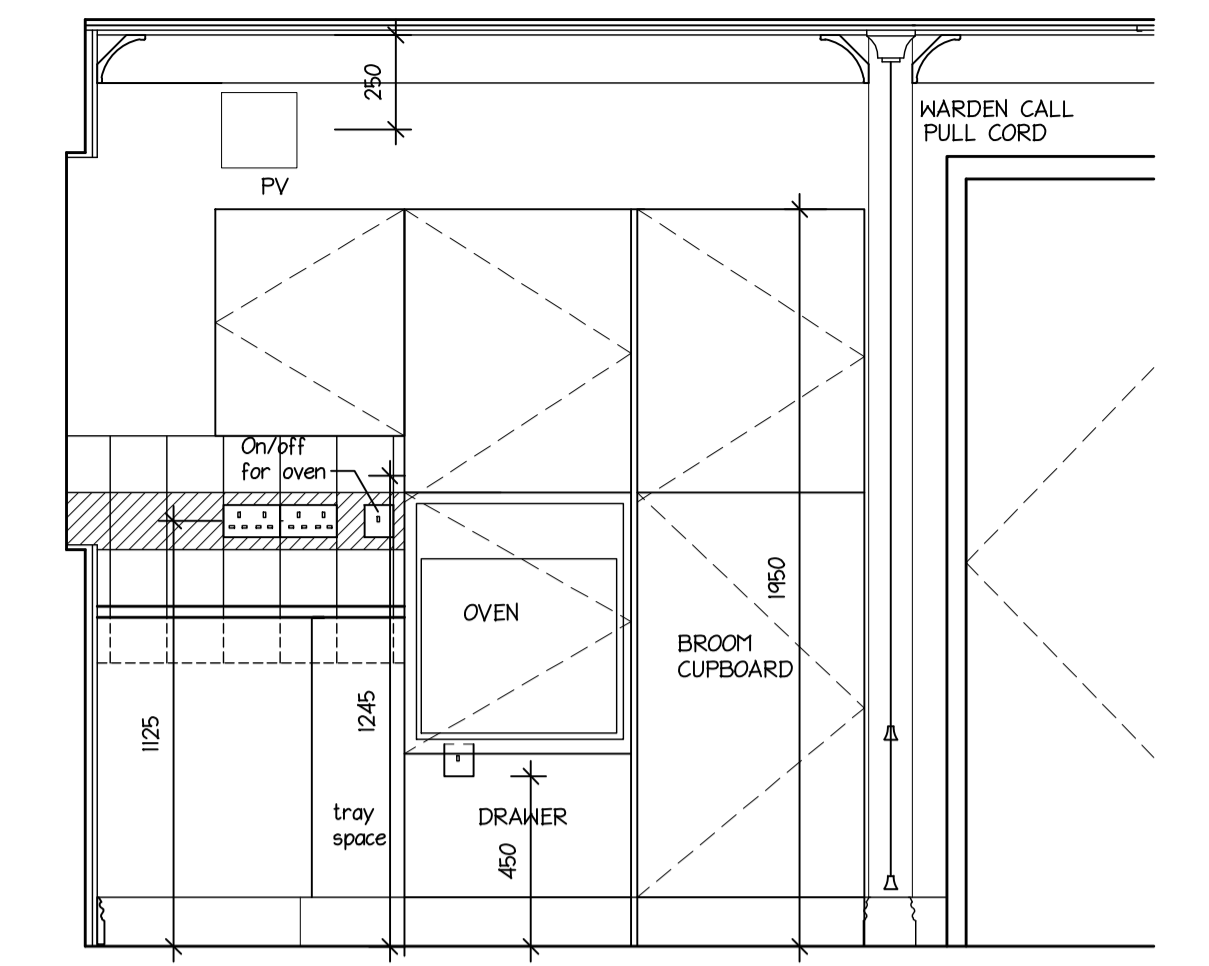 250
WARDEN CALL
PULL CORD
PV
On/off
for oven
OVEN
1950
BROOM
CUPBOARD
1125
1245
tray
space
DRAWER
450